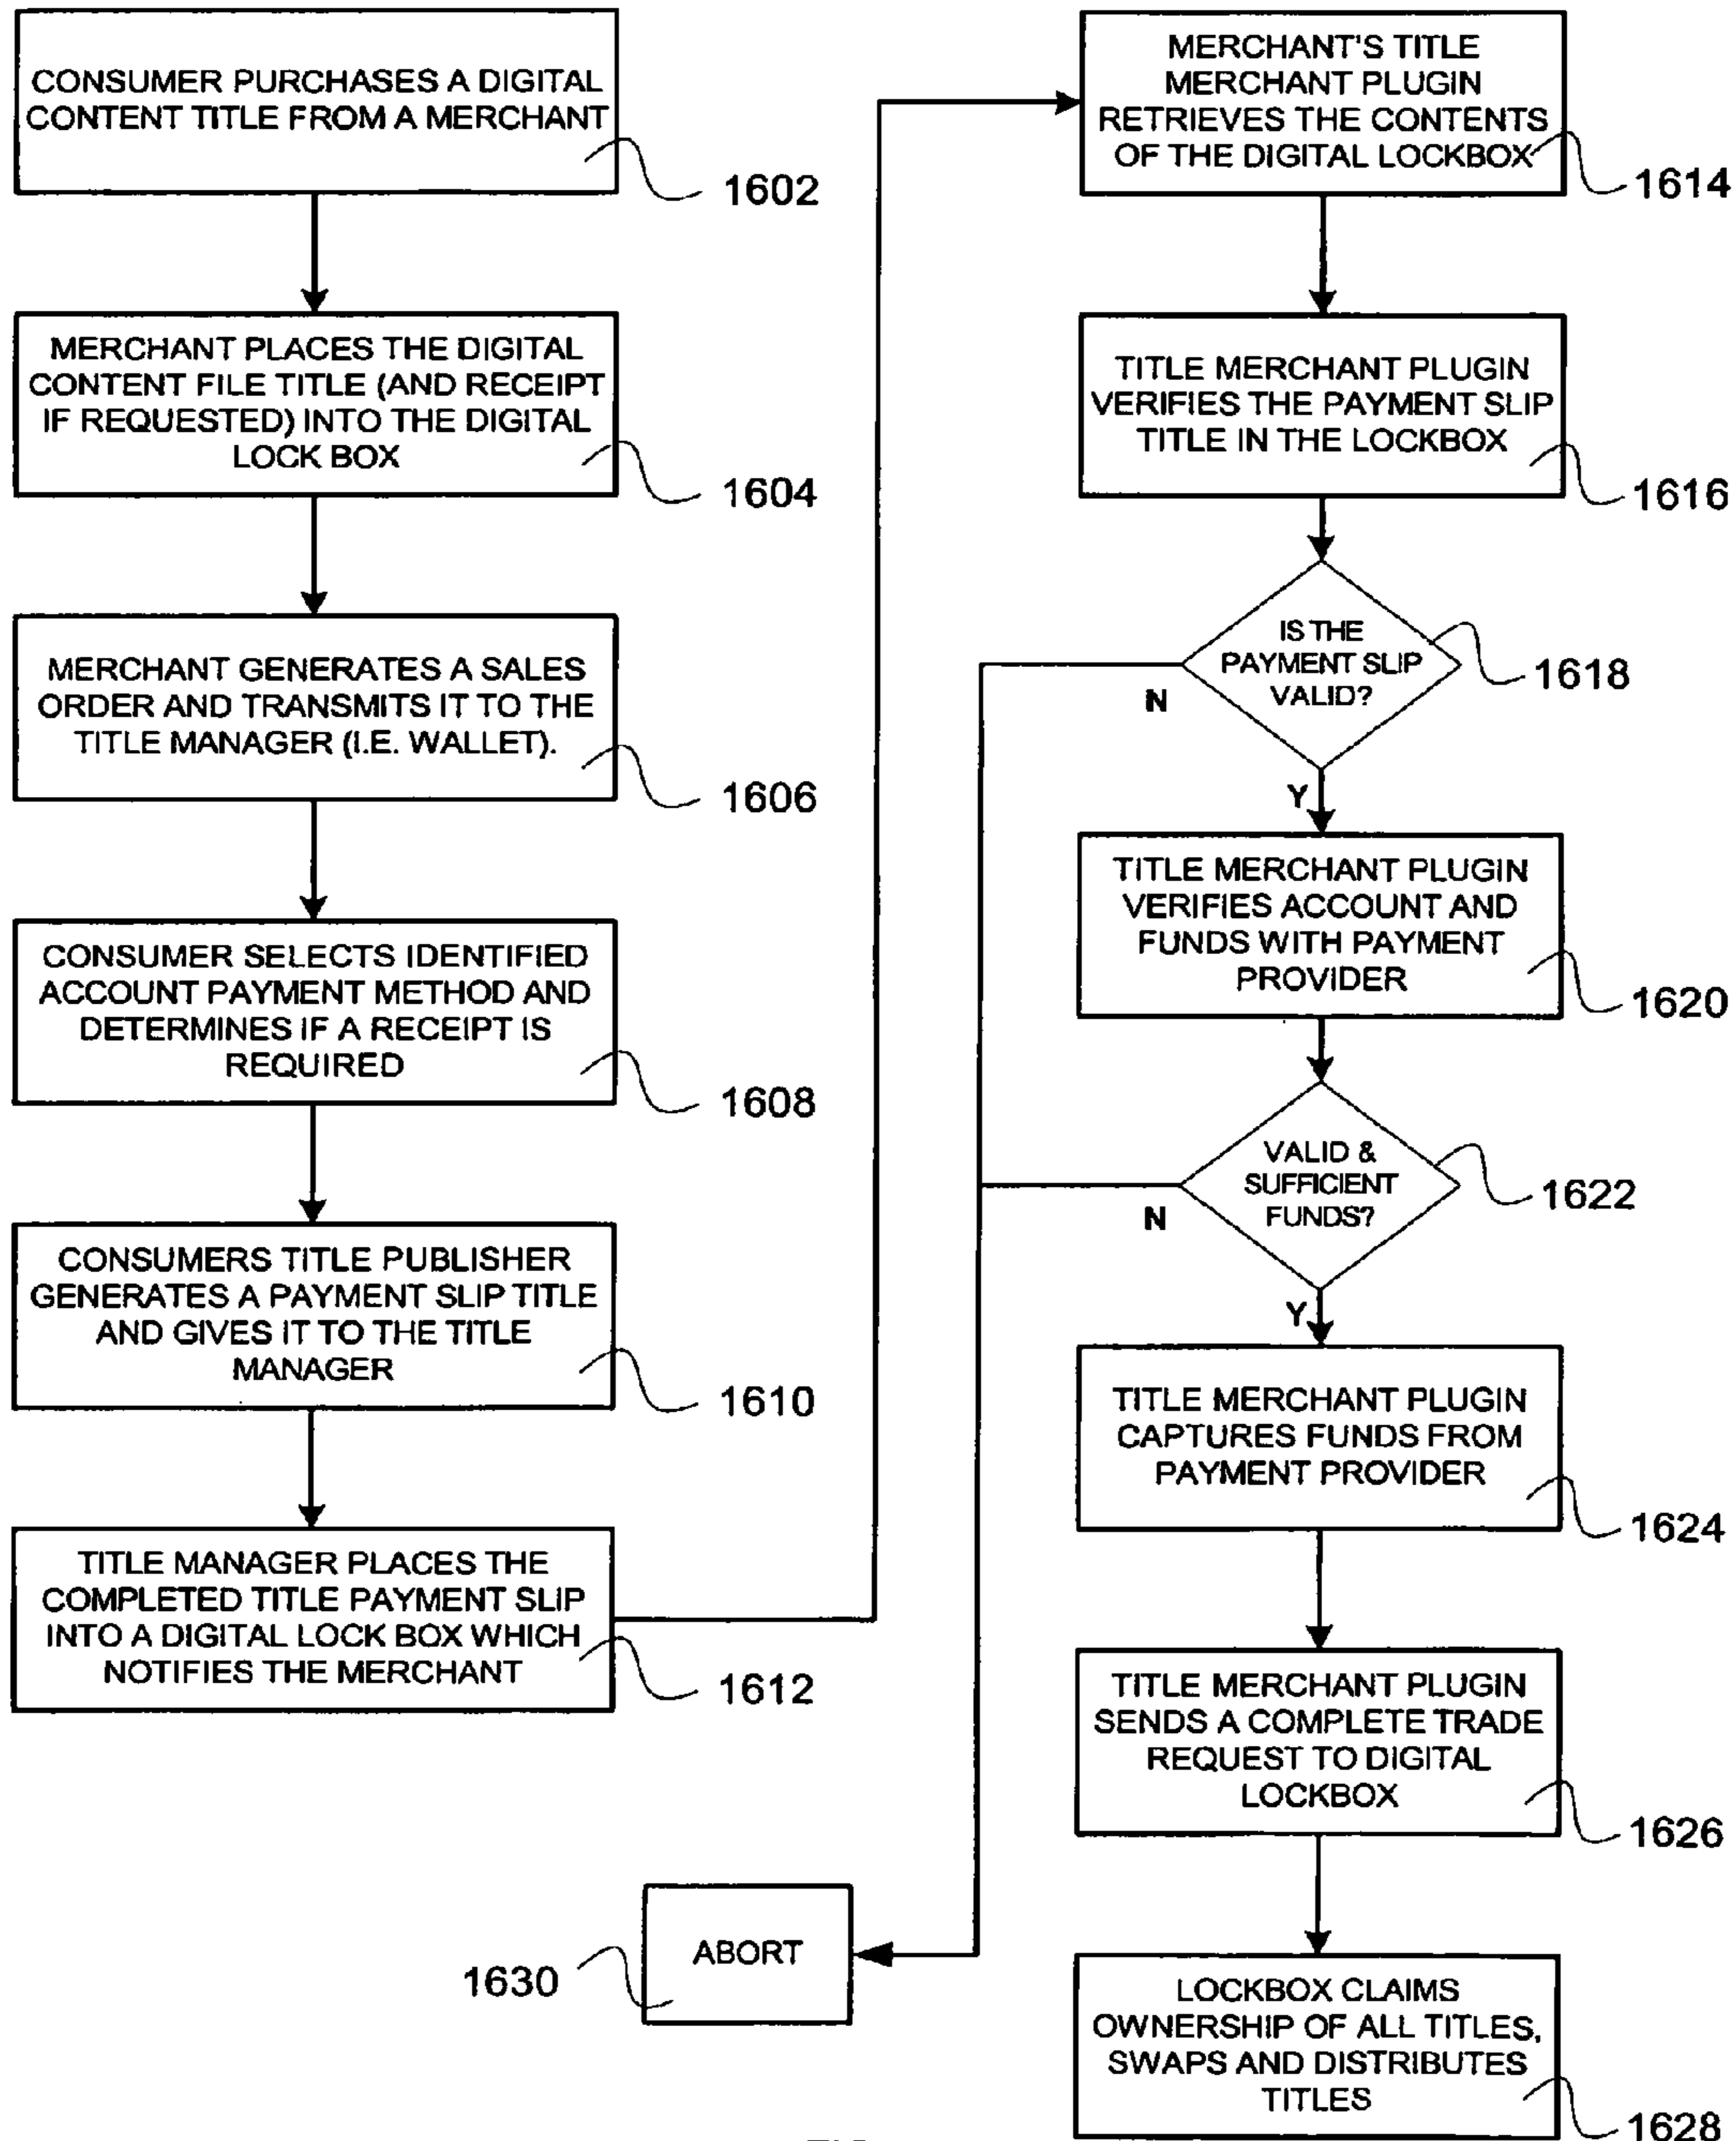 CONSUMER PURCHASES A DIGITAL
CONTENT TITLE FROM A MERCHANT
1602
MERCHANT PLACES THE DIGITAL
CONTENT FILE TITLE (AND RECEIPT
IF REQUESTED) INTO THE DIGITAL
LOCK BOX
1604
MERCHANT GENERATES A SALES
ORDER AND TRANSMITS IT TO THE
TITLE MANAGER (I.E. WALLET).
1606
CONSUMER SELECTS IDENTIFIED
ACCOUNT PAYMENT METHOD AND
DETERMINES IF A RECEIPT IS
REQUIRED
1608
CONSUMERS TITLE PUBLISHER
GENERATES A PAYMENT SLIP TITLE
AND GIVES IT TO THE TITLE
MANAGER
1610
TITLE MANAGER PLACES THE
COMPLETED TITLE PAYMENT SLIP
INTO A DIGITAL LOCK BOX WHICH
NOTIFIES THE MERCHANT
1612
MERCHANT'S TITLE
MERCHANT PLUGIN
RETRIEVES THE CONTENTS
OF THE DIGITAL LOCKBOX
1614
TITLE MERCHANT PLUGIN
VERIFIES THE PAYMENT SLIP
TITLE IN THE LOCKBOX
1616
IS THE
PAYMENT SLIP
VALID?
1618
N
Y
TITLE MERCHANT PLUGIN
VERIFIES ACCOUNT AND
FUNDS WITH PAYMENT
PROVIDER
1620
VALID &
SUFFICIENT
FUNDS?
1622
N
Y
TITLE MERCHANT PLUGIN
CAPTURES FUNDS FROM
PAYMENT PROVIDER
1624
TITLE MERCHANT PLUGIN
SENDS A COMPLETE TRADE
REQUEST TO DIGITAL
LOCKBOX
1626
ABORT
1630
LOCKBOX CLAIMS
OWNERSHIP OF ALL TITLES,
SWAPS AND DISTRIBUTES
TITLES
1628